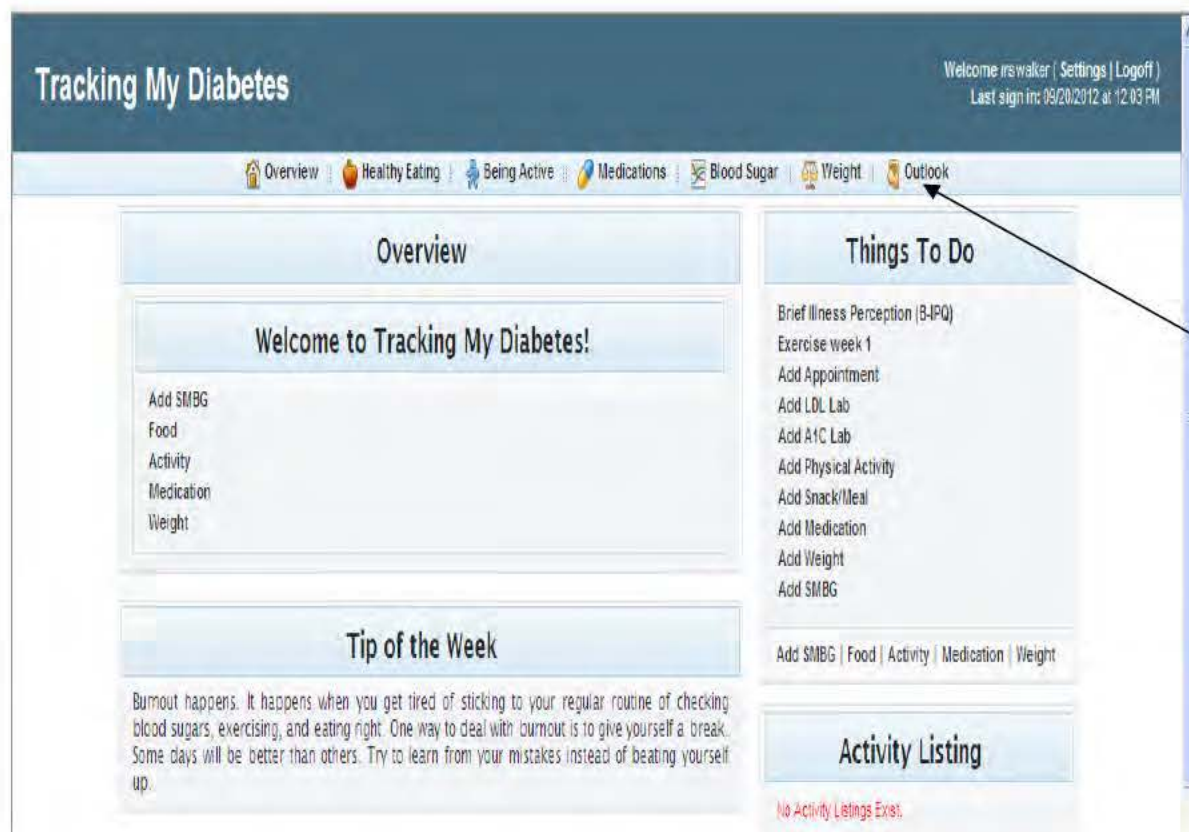 Tracking My Diabetes
Welcome mswalker ( Settings | Logoff )
Last sign in: 09/20/2012 at 12:03 PM
Overview | Healthy Eating | Being Active | Medications | Blood Sugar | Weight | Outlook
Overview
Welcome to Tracking My Diabetes!
Add SMBG
Food
Activity
Medication
Weight
Tip of the Week
Burnout happens. It happens when you get tired of sticking to your regular routine of checking
blood sugars, exercising, and eating right. One way to deal with burnout is to give yourself a break.
Some days will be better than others. Try to learn from your mistakes instead of beating yourself
up.
Things To Do
Brief Illness Perception (B-IPQ)
Exercise week 1
Add Appointment
Add LDL Lab
Add A1C Lab
Add Physical Activity
Add Snack/Meal
Add Medication
Add Weight
Add SMBG
Add SMBG | Food | Activity | Medication | Weight
Activity Listing
No Activity Listings Exist.